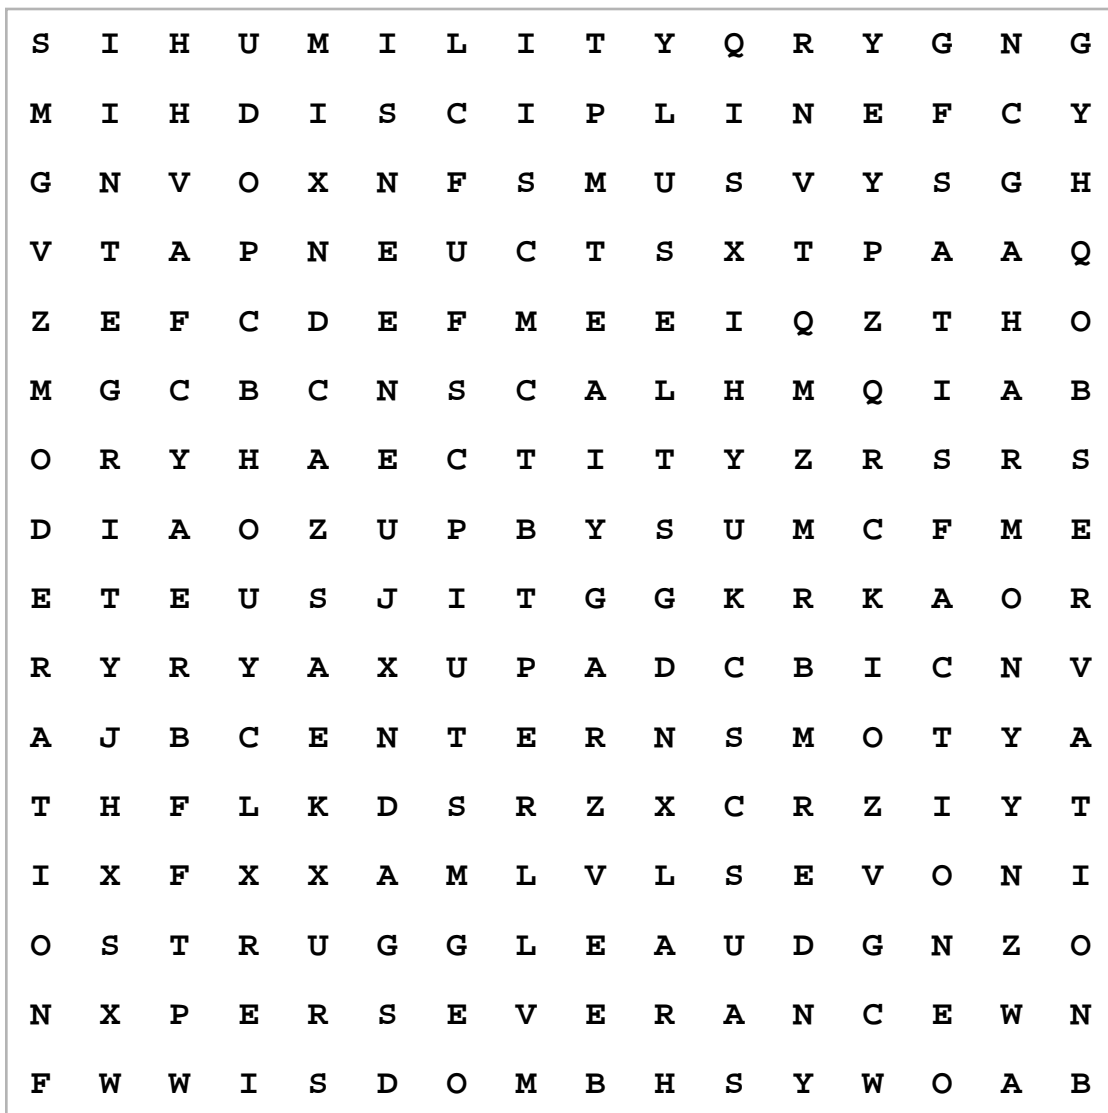 S I H U M I L I T Y Q R Y G N G
M I H D I S C I P L I N E F C Y
G N V O X N F S M U S V Y S G H
V T A P N E U C T S X T P A A Q
Z E F C D E F M E E I Q Z T H O
M G C B C N S C A L H M Q I A B
O R Y H A E C T I T Y Z R S R S
D I A O Z U P B Y S U M C F M E
E T E U S J I T G G K R K A O R
R Y R Y A X U P A D C B I C N V
A J B C E N T E R N S M O T Y A
T H F L K D S R Z X C R Z I Y T
I X F X X A M L V L S E V O N I
O S T R U G G L E A U D G N Z O
N X P E R S E V E R A N C E W N
F W W I S D O M B H S Y W O A B